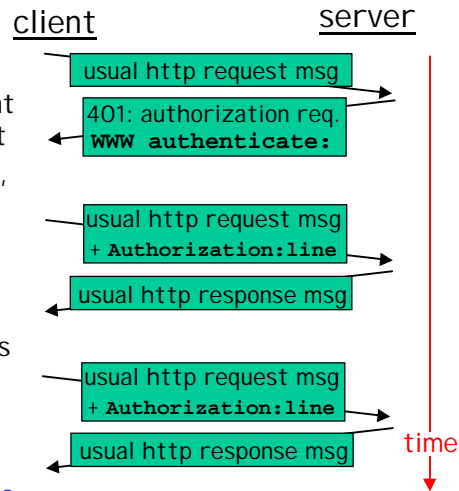 client
server
usual http request msg
401: authorization req.
WWW authenticate:
usual http request msg
+ Authorization:line
usual http response msg
usual http request msg
+ Authorization:line
usual http response msg
time